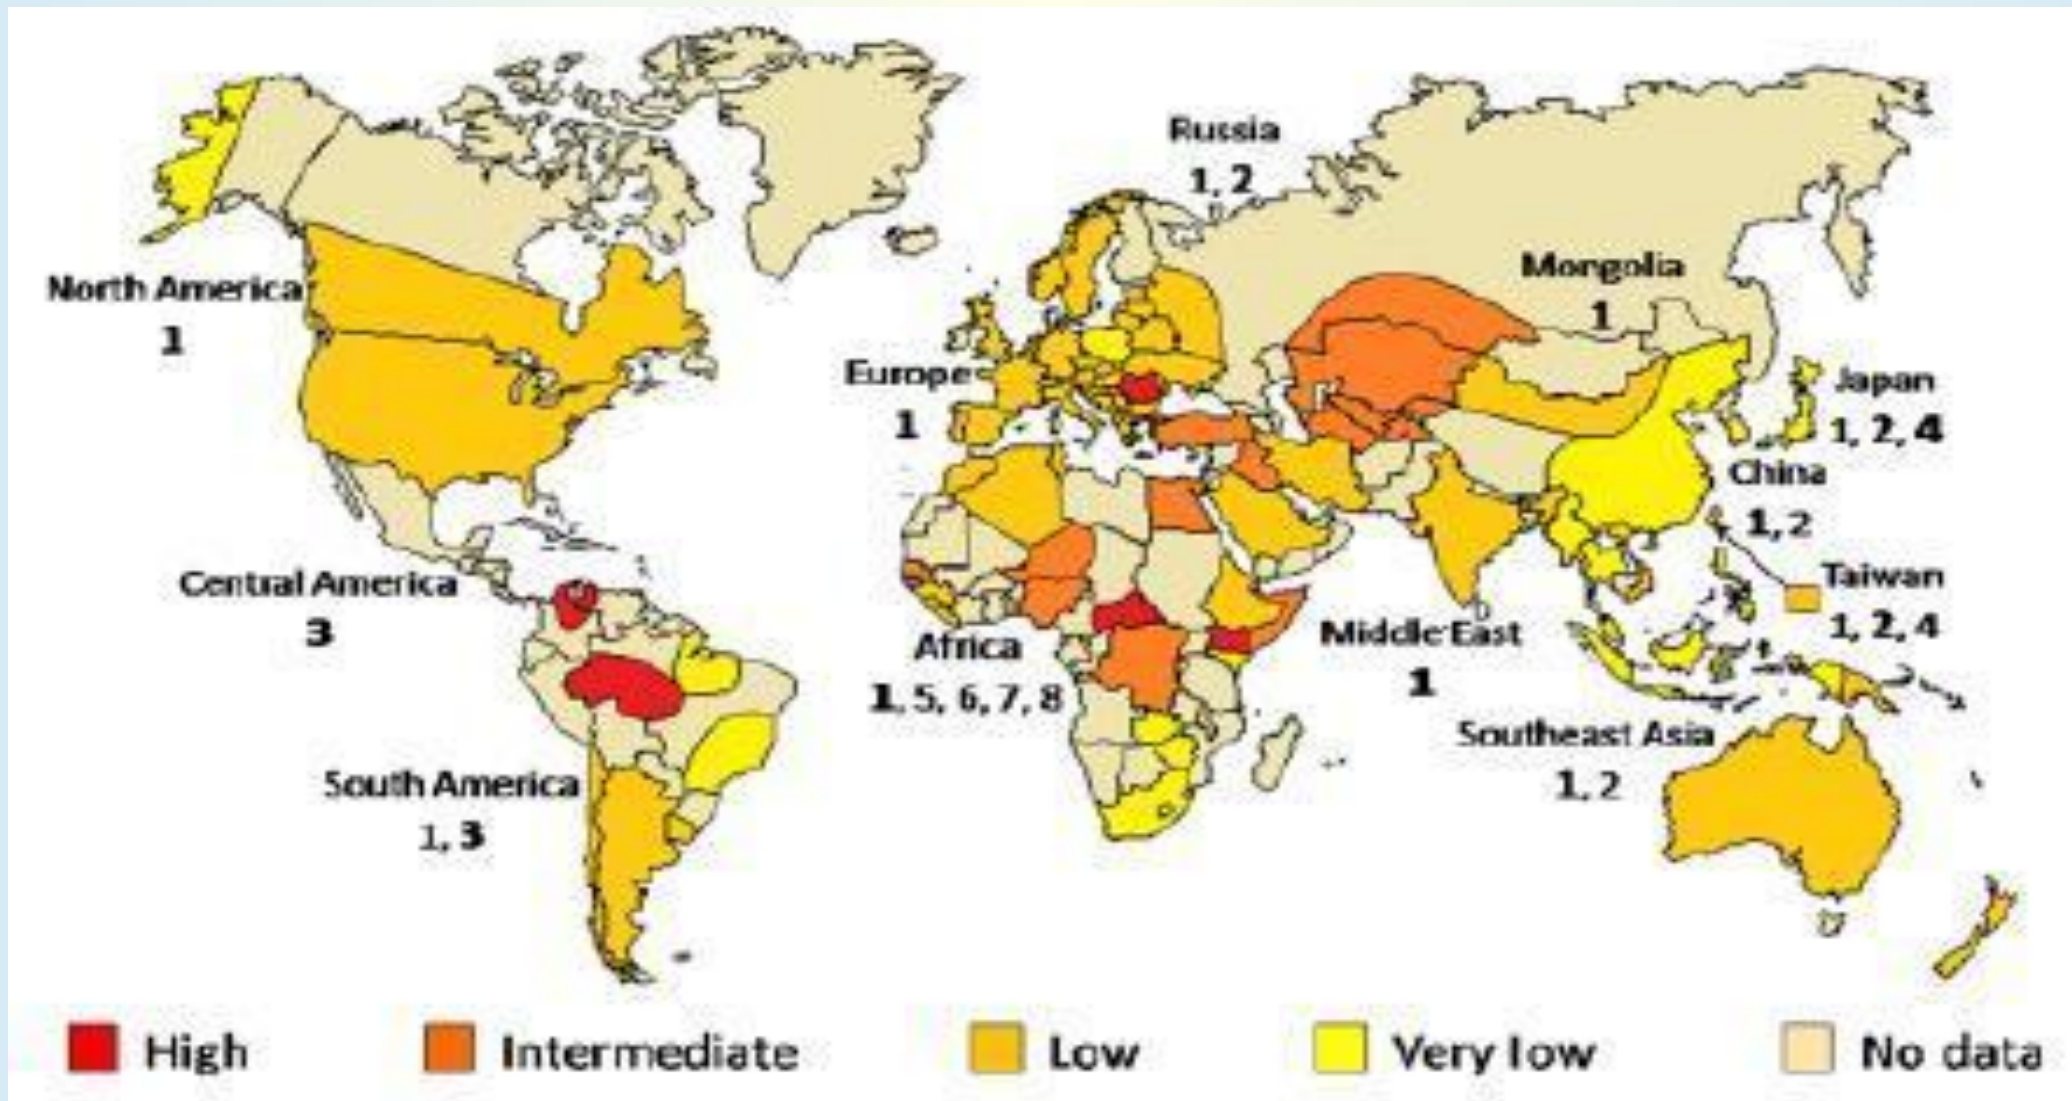 Russia
1, 2
Mongolia
1
North America
1
Europe
1
Japan
1, 2, 4
China
1, 2
Central America
3
Taiwan
1, 2, 4
Africa
1, 5, 6, 7, 8
Middle East
1
Southeast Asia
1, 2
South America
1, 3
High
Intermediate
Low
Very low
No data